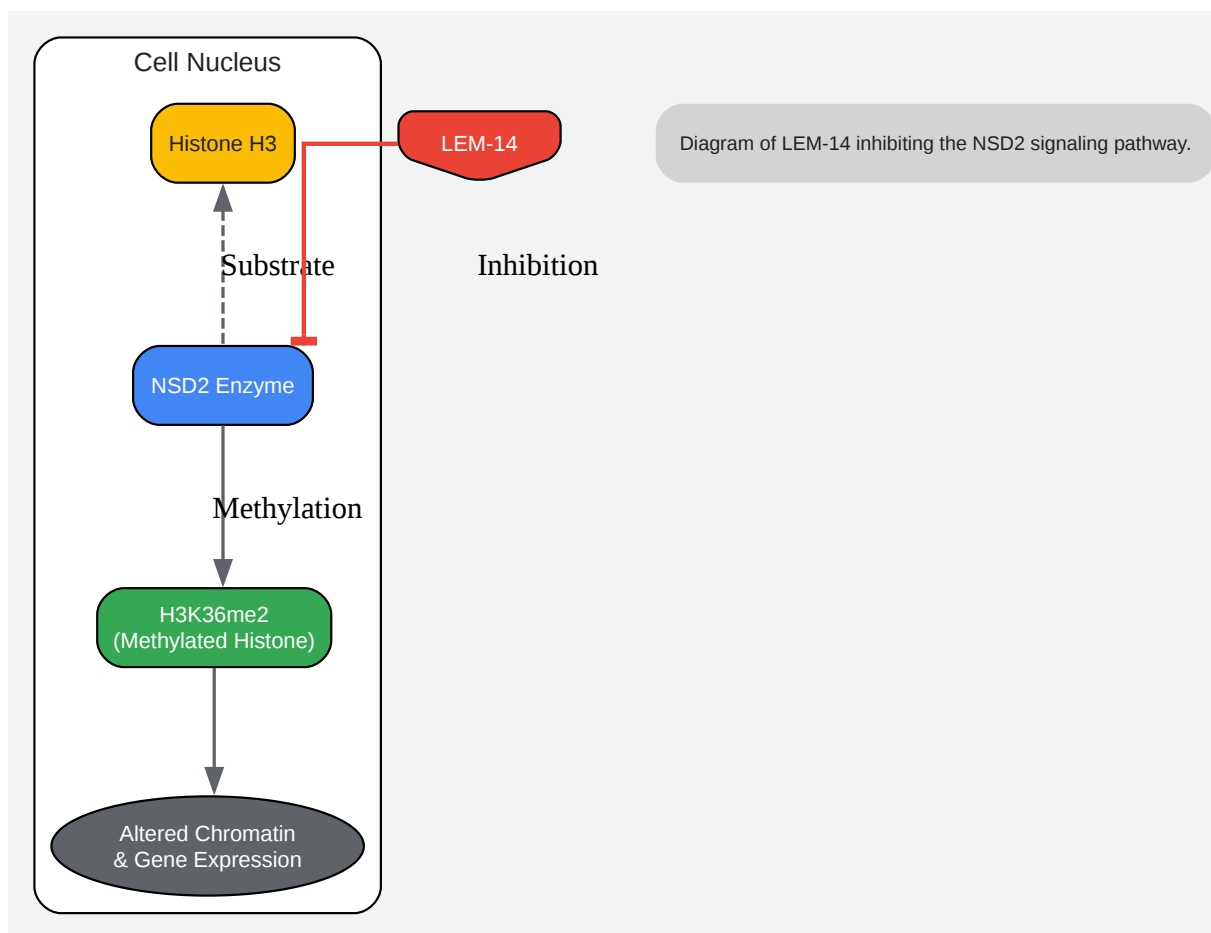 Cell Nucleus
Histone H3
LEM-14
Diagram of LEM-14 inhibiting the NSD2 signaling pathway.
Substrate
Inhibition
NSD2 Enzyme
Methylation
H3K36me2
(Methylated Histone)
Altered Chromatin
& Gene Expression